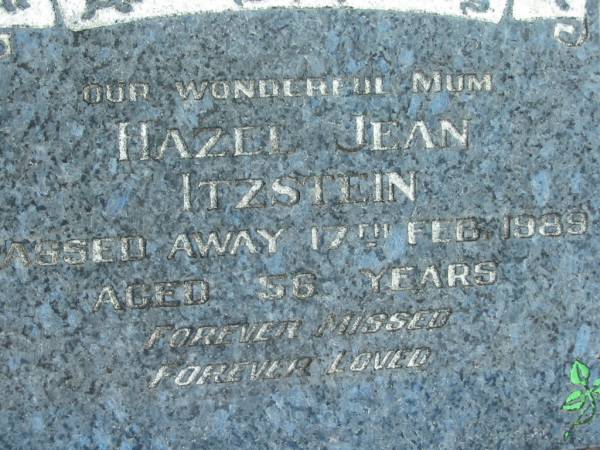 OUR WONDERFUL MUM
HAZEL JEAN
ITZSTEIN
ASSED AWAY 17TH FEB. 1989
AGED 56 YEARS
FOREVER MISSED
FOREVER LOVED